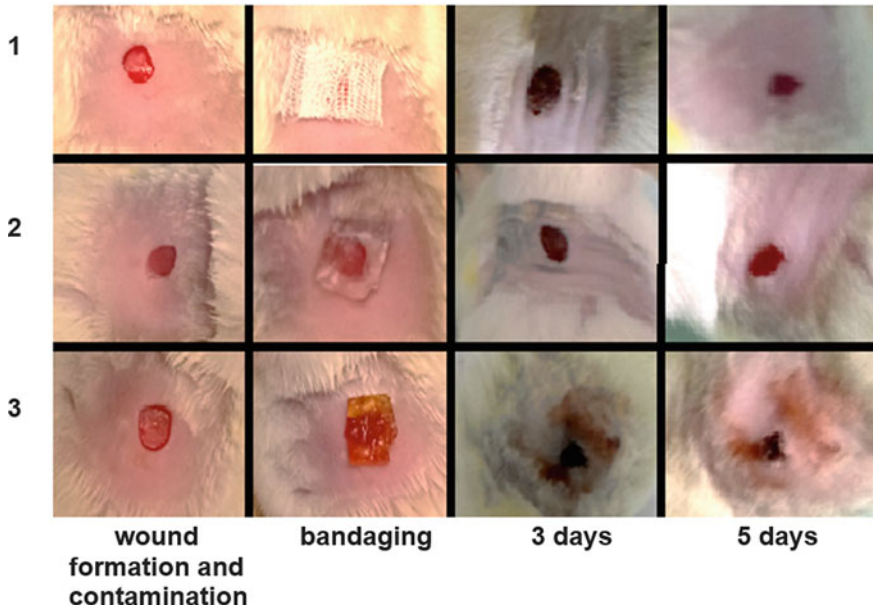 1
2
3
wound
formation and
contamination
bandaging
3 days
5 days